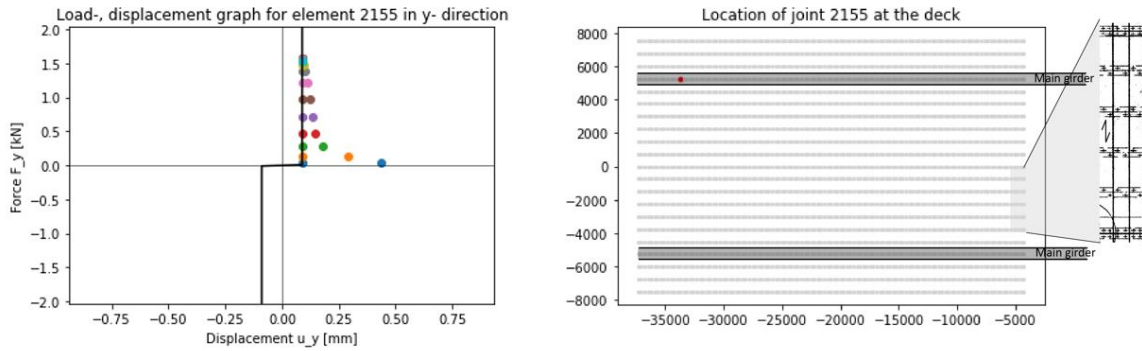 Load-, displacement graph for element 2155 in y- direction
2.0
1.5
1.0
0.5
0.0
−0.5
−1.0
−1.5
−2.0
Force F_y [kN]
−0.75 −0.50 −0.25 0.00 0.25 0.50 0.75
Displacement u_y [mm]
Location of joint 2155 at the deck
8000
6000
4000
2000
0
−2000
−4000
−6000
−8000
Main girder
Main girder
−35000 −30000 −25000 −20000 −15000 −10000 −5000